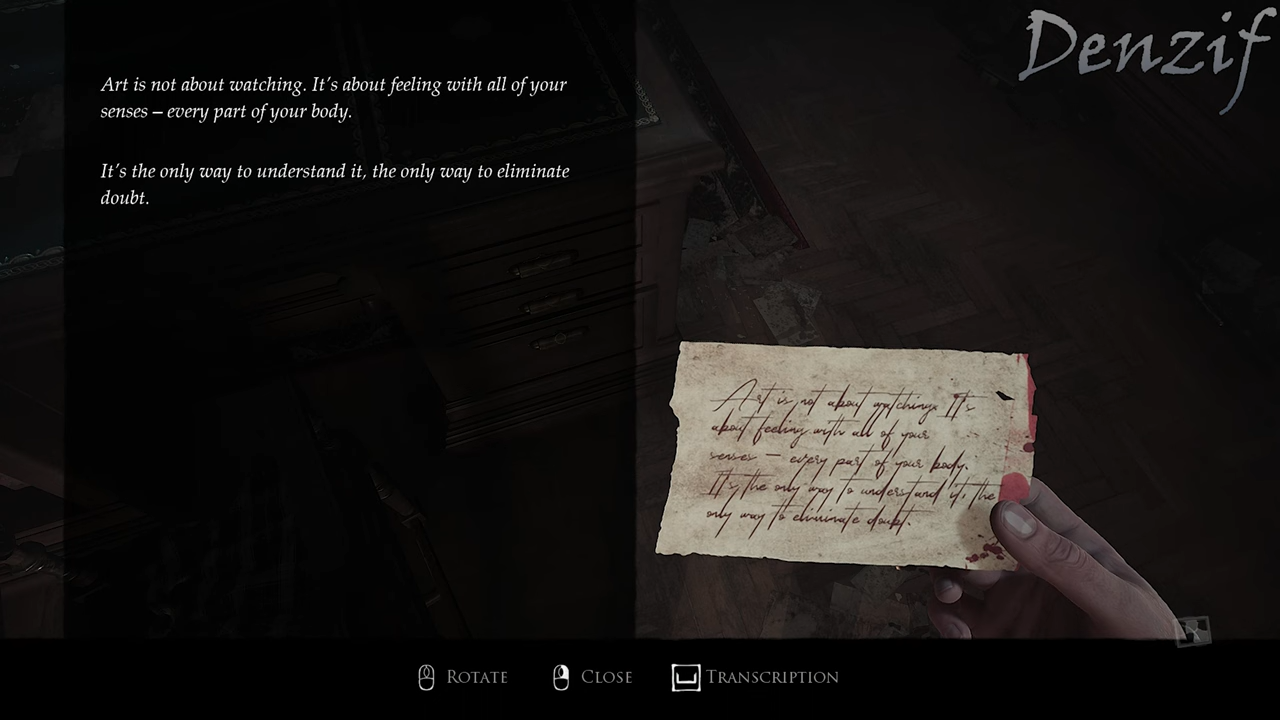 Denzif
Art is not about watching. It's about feeling with all of your
senses – every part of your body.
It's the only way to understand it, the only way to eliminate
doubt.
Art is not about watching. It's
about feeling with all of your
senses – every part of your body.
It's the only way to understand it, the
only way to eliminate doubt.
ROTATE CLOSE TRANSCRIPTION